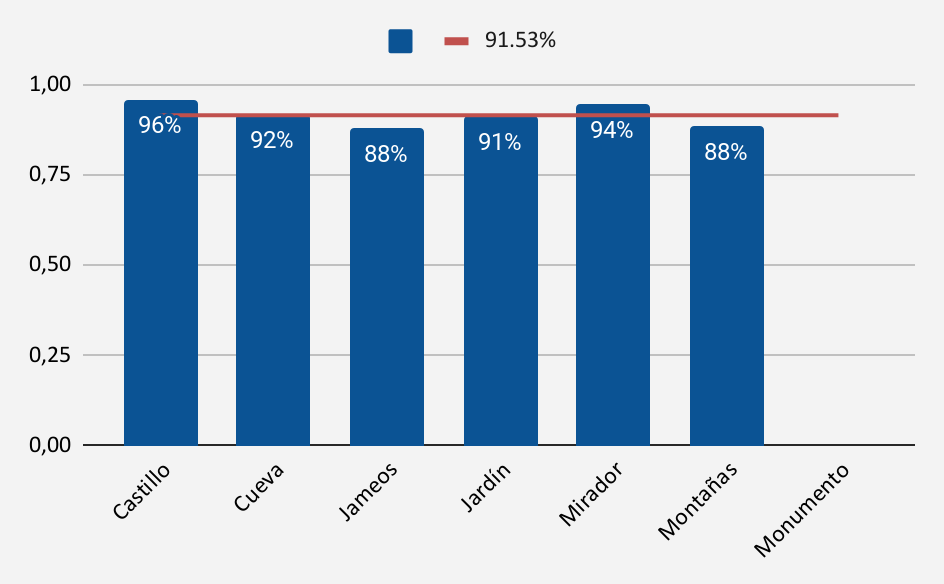 91.53%
1,00
0,75
0,50
0,25
0,00
96%
92%
88%
91%
94%
88%
Castillo
Cueva
Jameos
Jardín
Mirador
Montañas
Monumento